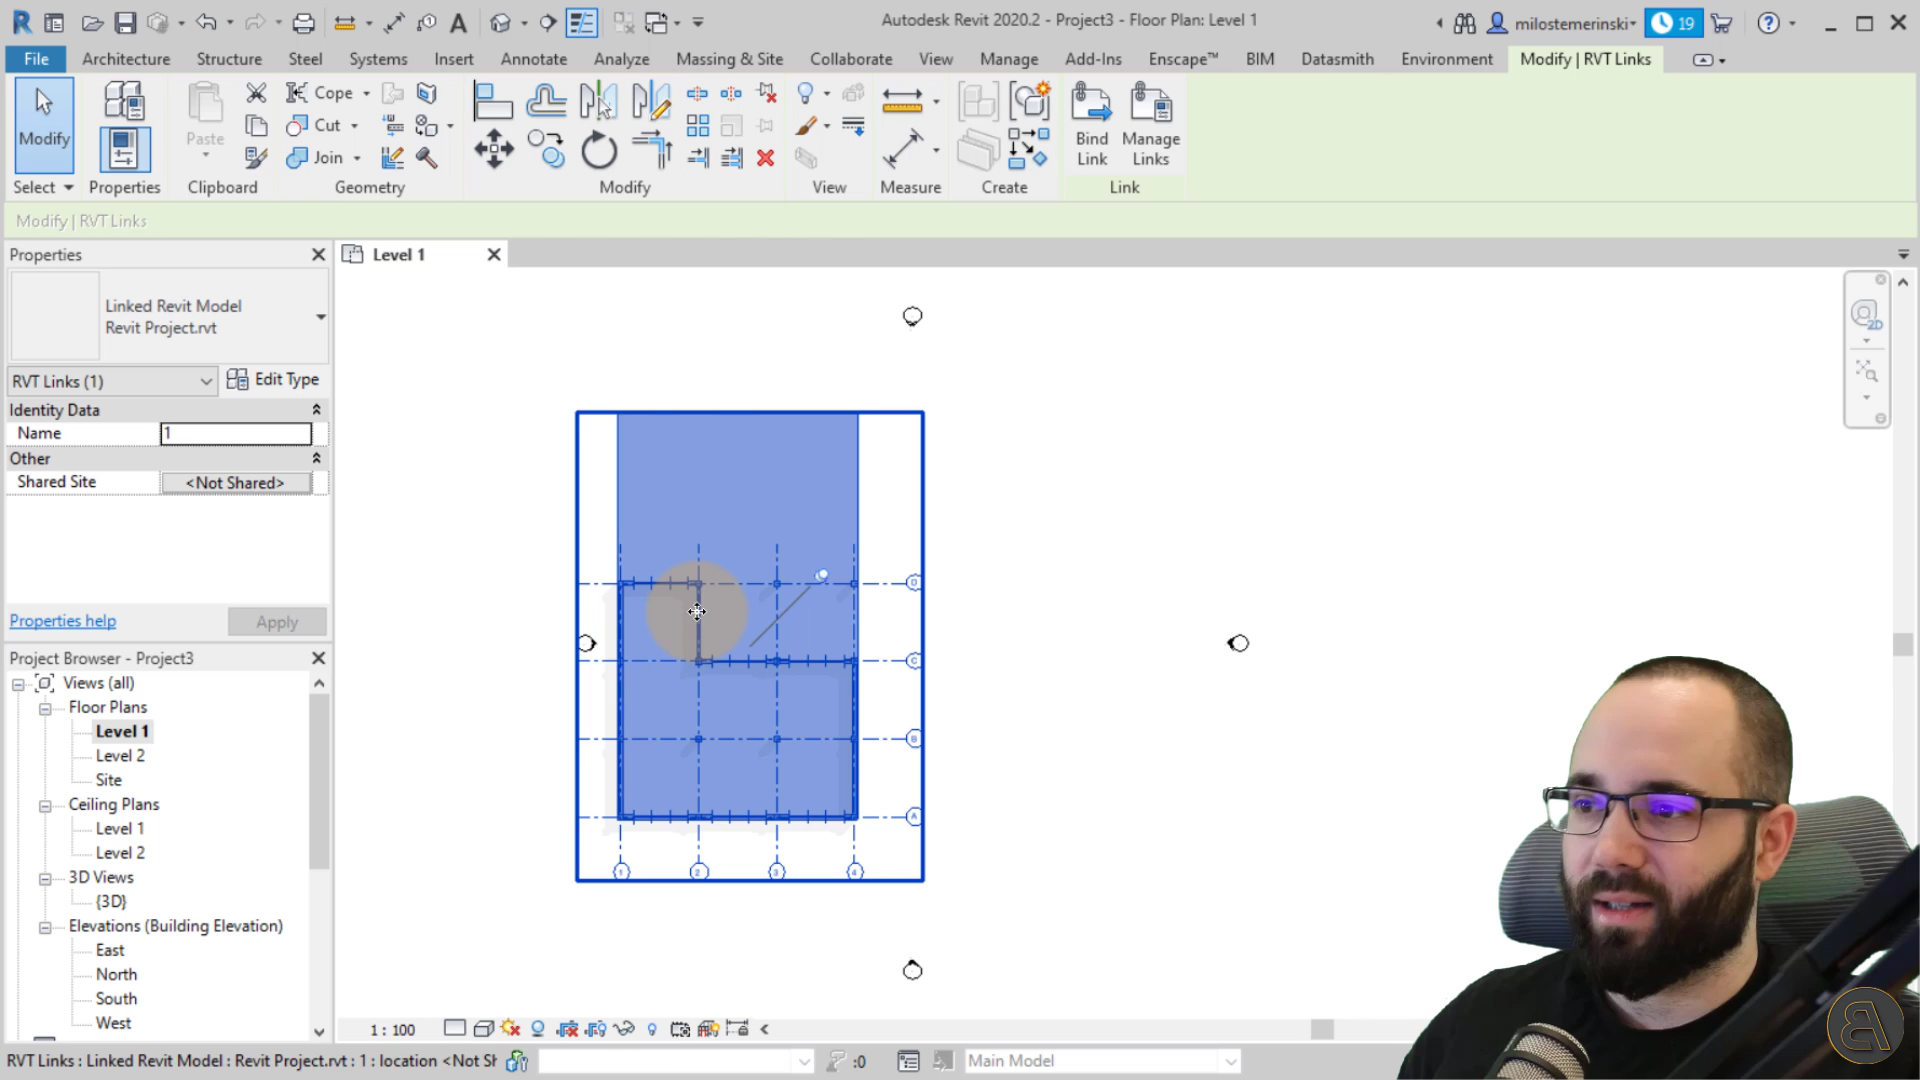 Autodesk Revit 2020.2 - Project3 - Floor Plan: Level 1
milostemerinski
19
File
Architecture
Structure
Steel
Systems
Insert
Annotate
Analyze
Massing & Site
Collaborate
View
Manage
Add-Ins
Enscape™
BIM
Datasmith
Environment
Modify | RVT Links
Modify
Paste
Cope
Cut
Join
Bind
Link
Manage
Links
Select
Properties
Clipboard
Geometry
Modify
View
Measure
Create
Link
Modify | RVT Links
Properties
Level 1
Linked Revit Model
Revit Project.rvt
RVT Links (1)
Edit Type
Identity Data
Name
1
Other
Shared Site
<Not Shared>
Properties help
Apply
Project Browser - Project3
Views (all)
Floor Plans
Level 1
Level 2
Site
Ceiling Plans
Level 1
Level 2
3D Views
{3D}
Elevations (Building Elevation)
East
North
South
West
2D
D
C
B
A
1
2
3
4
1 : 100
RVT Links : Linked Revit Model : Revit Project.rvt : 1 : location <Not Sh
:0
Main Model